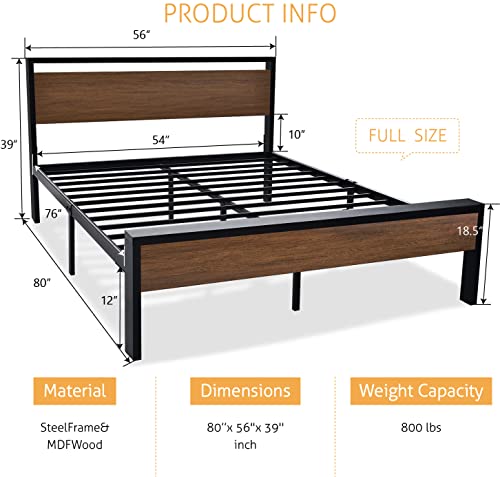 PRODUCT INFO
56"
54"
10"
39"
FULL SIZE
76"
18.5"
80"
12"
Material
Dimensions
Weight Capacity
SteelFrame&
MDFWood
80''x 56"x 39"
inch
800 lbs